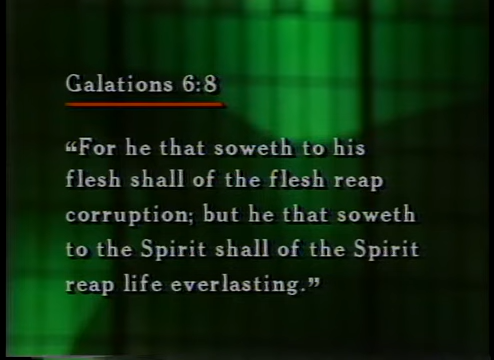 Galations 6:8
“For he that soweth to his
flesh shall of the flesh reap
corruption; but he that soweth
to the Spirit shall of the Spirit
reap life everlasting.”